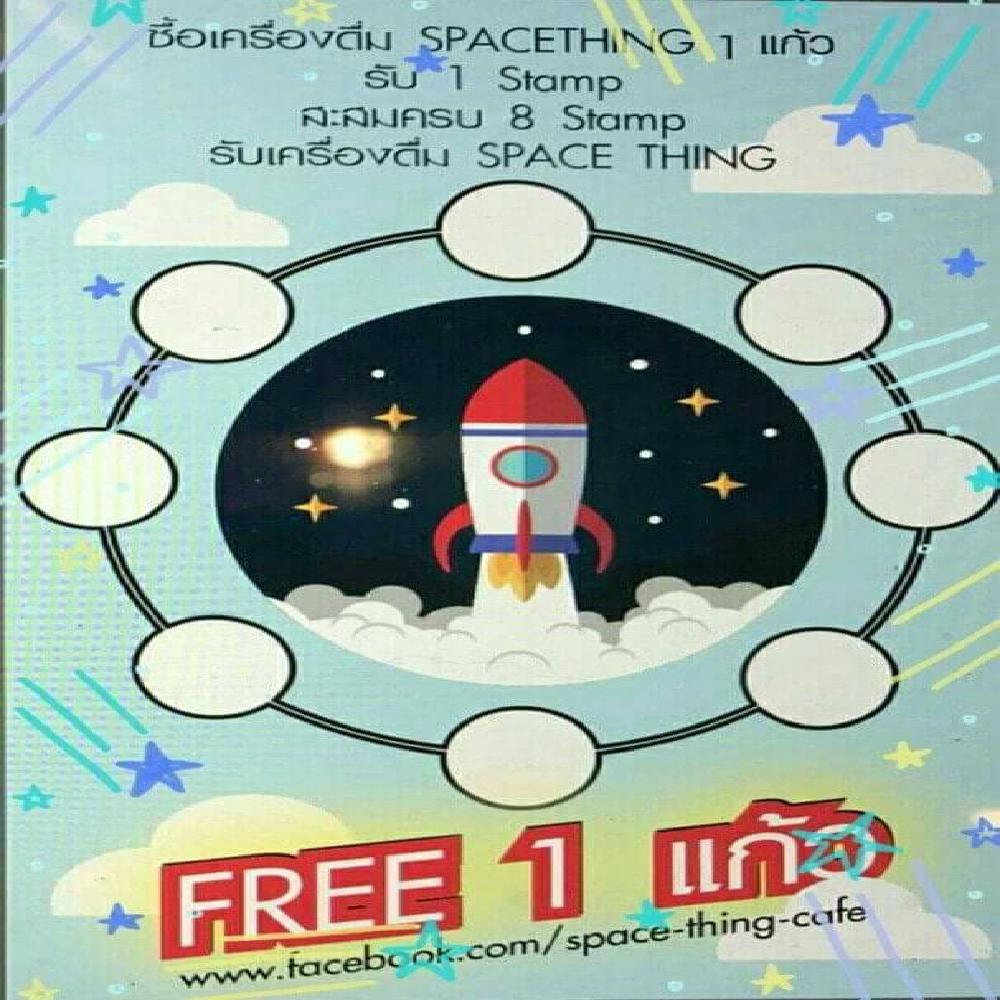 ซื้อเครื่องดื่ม SPACETHING 1 แก้ว
รับ 1 Stamp
สะสมครบ 8 Stamp
รับเครื่องดื่ม SPACE THING
FREE 1 แก้ว
www.facebook.com/space-thing-cafe